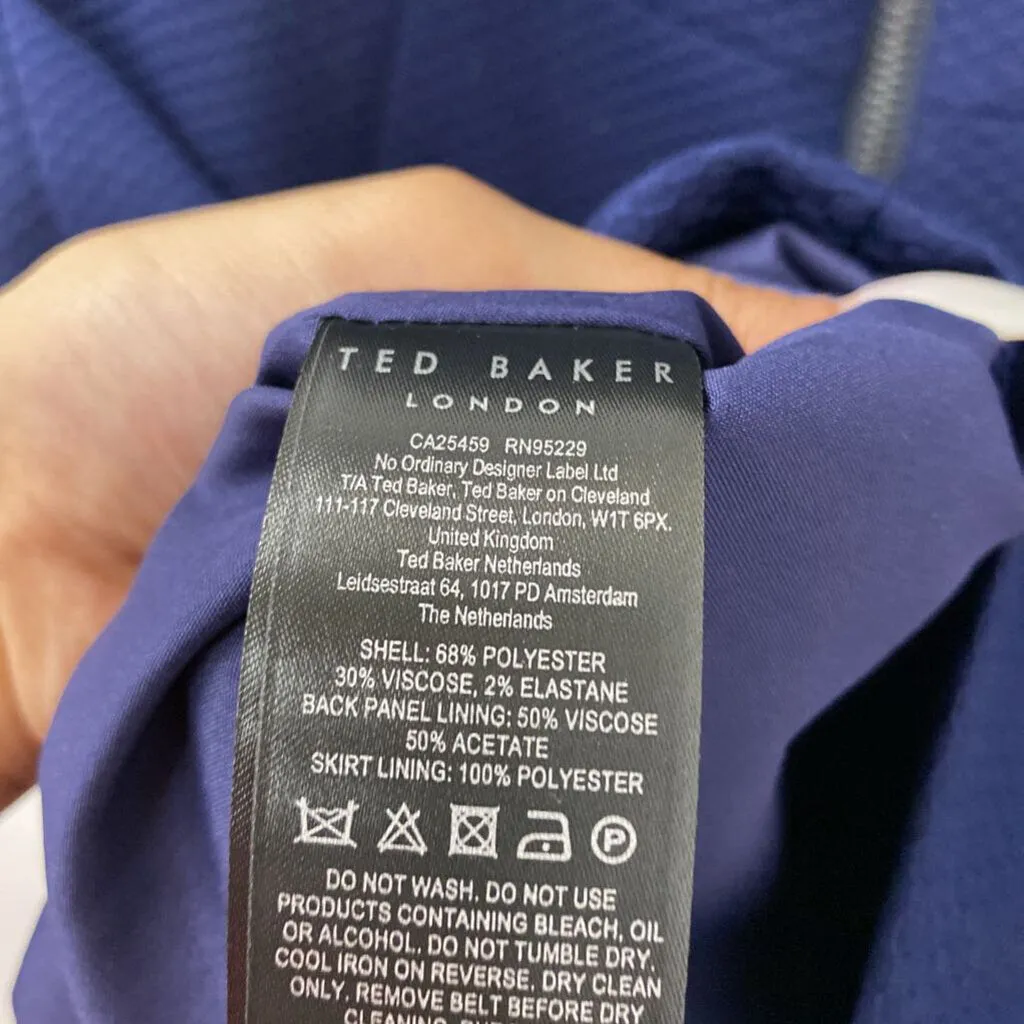 TED BAKER
LONDON
CA25459 RN95229
No Ordinary Designer Label Ltd
T/A Ted Baker, Ted Baker on Cleveland
111-117 Cleveland Street, London, W1T 6PX.
United Kingdom
Ted Baker Netherlands
Leidsestraat 64, 1017 PD Amsterdam
The Netherlands
SHELL: 68% POLYESTER
30% VISCOSE, 2% ELASTANE
BACK PANEL LINING: 50% VISCOSE
50% ACETATE
SKIRT LINING: 100% POLYESTER
P
DO NOT WASH. DO NOT USE
PRODUCTS CONTAINING BLEACH, OIL
OR ALCOHOL. DO NOT TUMBLE DRY.
COOL IRON ON REVERSE. DRY CLEAN
ONLY. REMOVE BELT BEFORE DRY
CLEANING.